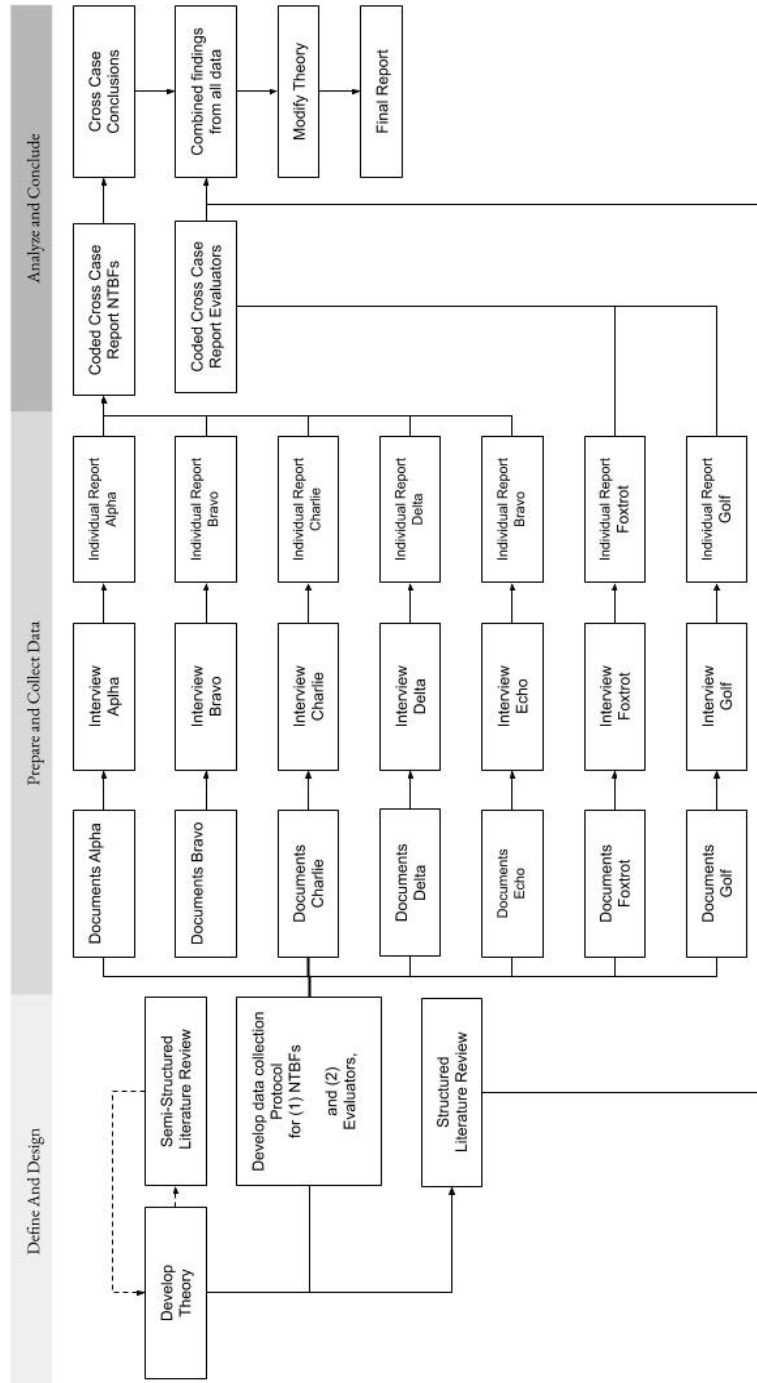 Define And Design
Prepare and Collect Data
Analyze and Conclude
Develop
Theory
Semi-Structured
Literature Review
Develop data collection
Protocol
for (1) NTBFs
and (2)
Evaluators,
Structured
Literature Review
Documents Alpha
Interview
Aplha
Individual Report
Alpha
Documents Bravo
Interview
Bravo
Individual Report
Bravo
Documents
Charlie
Interview
Charlie
Individual Report
Charlie
Documents
Delta
Interview
Delta
Individual Report
Delta
Documents
Echo
Interview
Echo
Individual Report
Bravo
Documents
Foxtrot
Interview
Foxtrot
Individual Report
Foxtrot
Documents
Golf
Interview
Golf
Individual Report
Golf
Coded Cross Case
Report NTBFs
Cross Case
Conclusions
Coded Cross Case
Report Evaluators
Combined findings
from all data
Modify Theory
Final Report